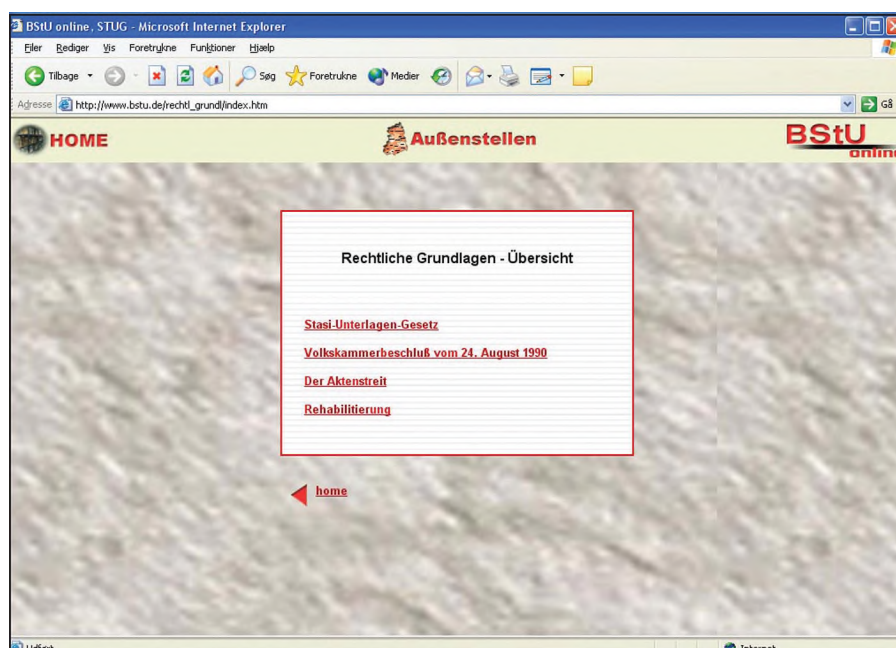 BStU online, STUG - Microsoft Internet Explorer
Filer Rediger Vis Foretrukne Funktioner Hjælp
Tilbage Søg Foretrukne Medier
Adresse http://www.bstu.de/rechtl_grundl/index.htm Gå
HOME Außenstellen BStU
online
Rechtliche Grundlagen - Übersicht
Stasi-Unterlagen-Gesetz
Volkskammerbeschluß vom 24. August 1990
Der Aktenstreit
Rehabilitierung
home
Udført Internet